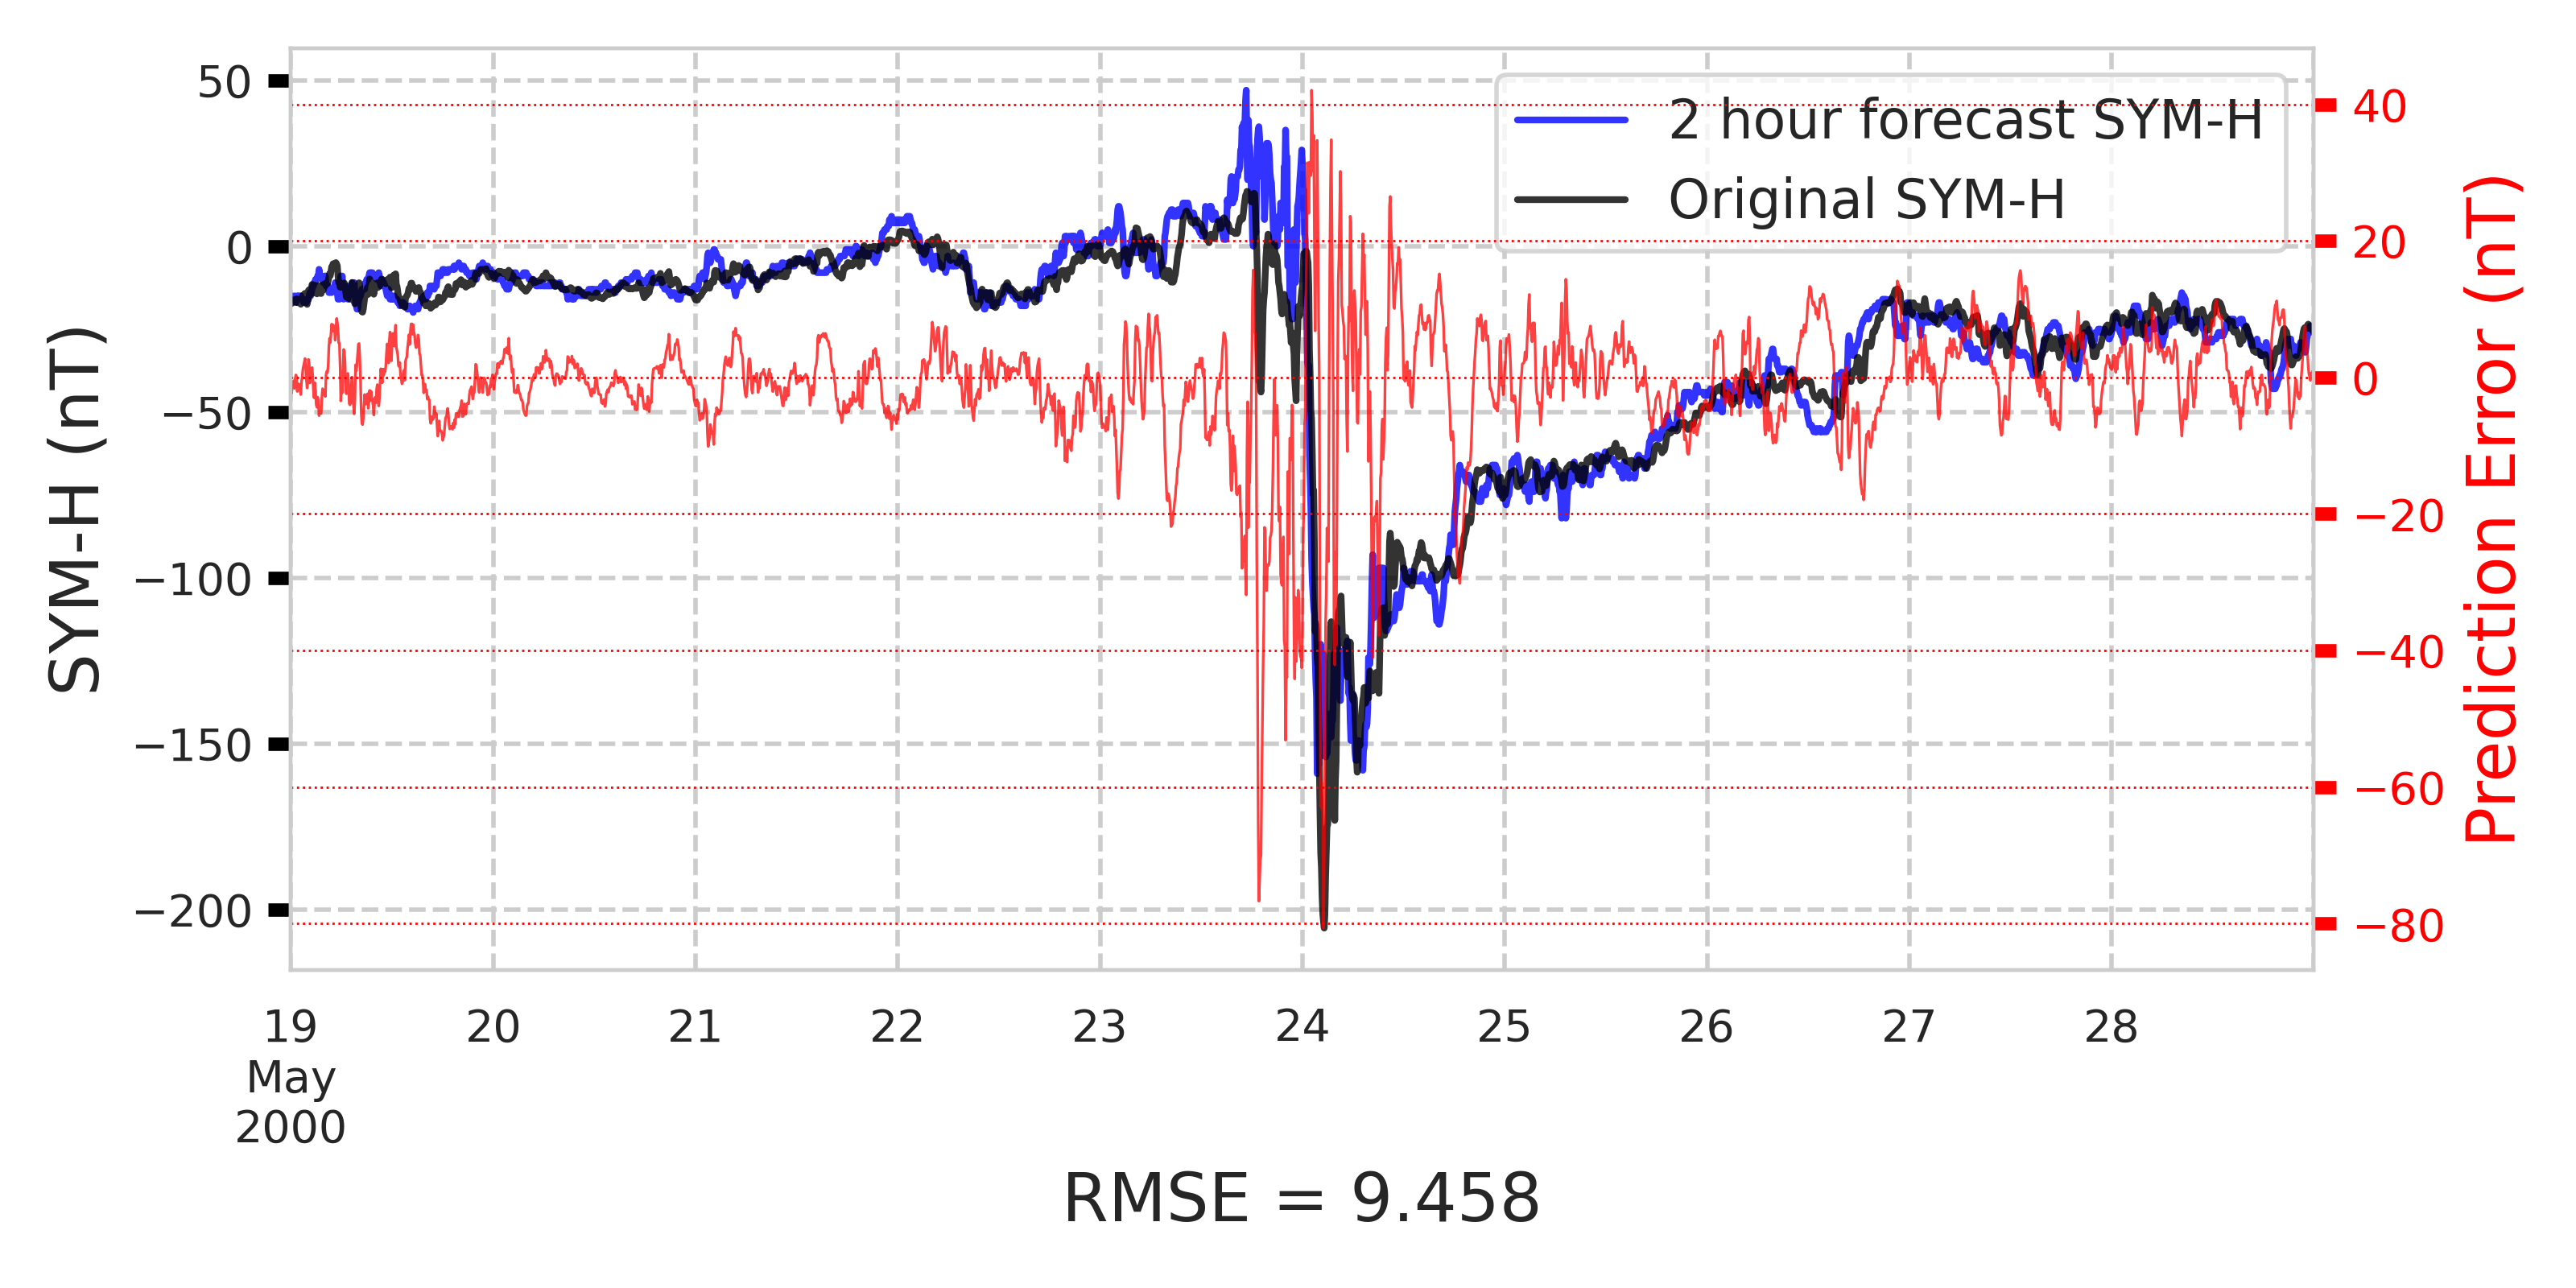 SYM-H (nT)
50
0
−50
−100
−150
−200
2 hour forecast SYM-H
Original SYM-H
40
20
0
−20
−40
−60
−80
Prediction Error (nT)
19 20 21 22 23 24 25 26 27 28
May
2000
RMSE = 9.458